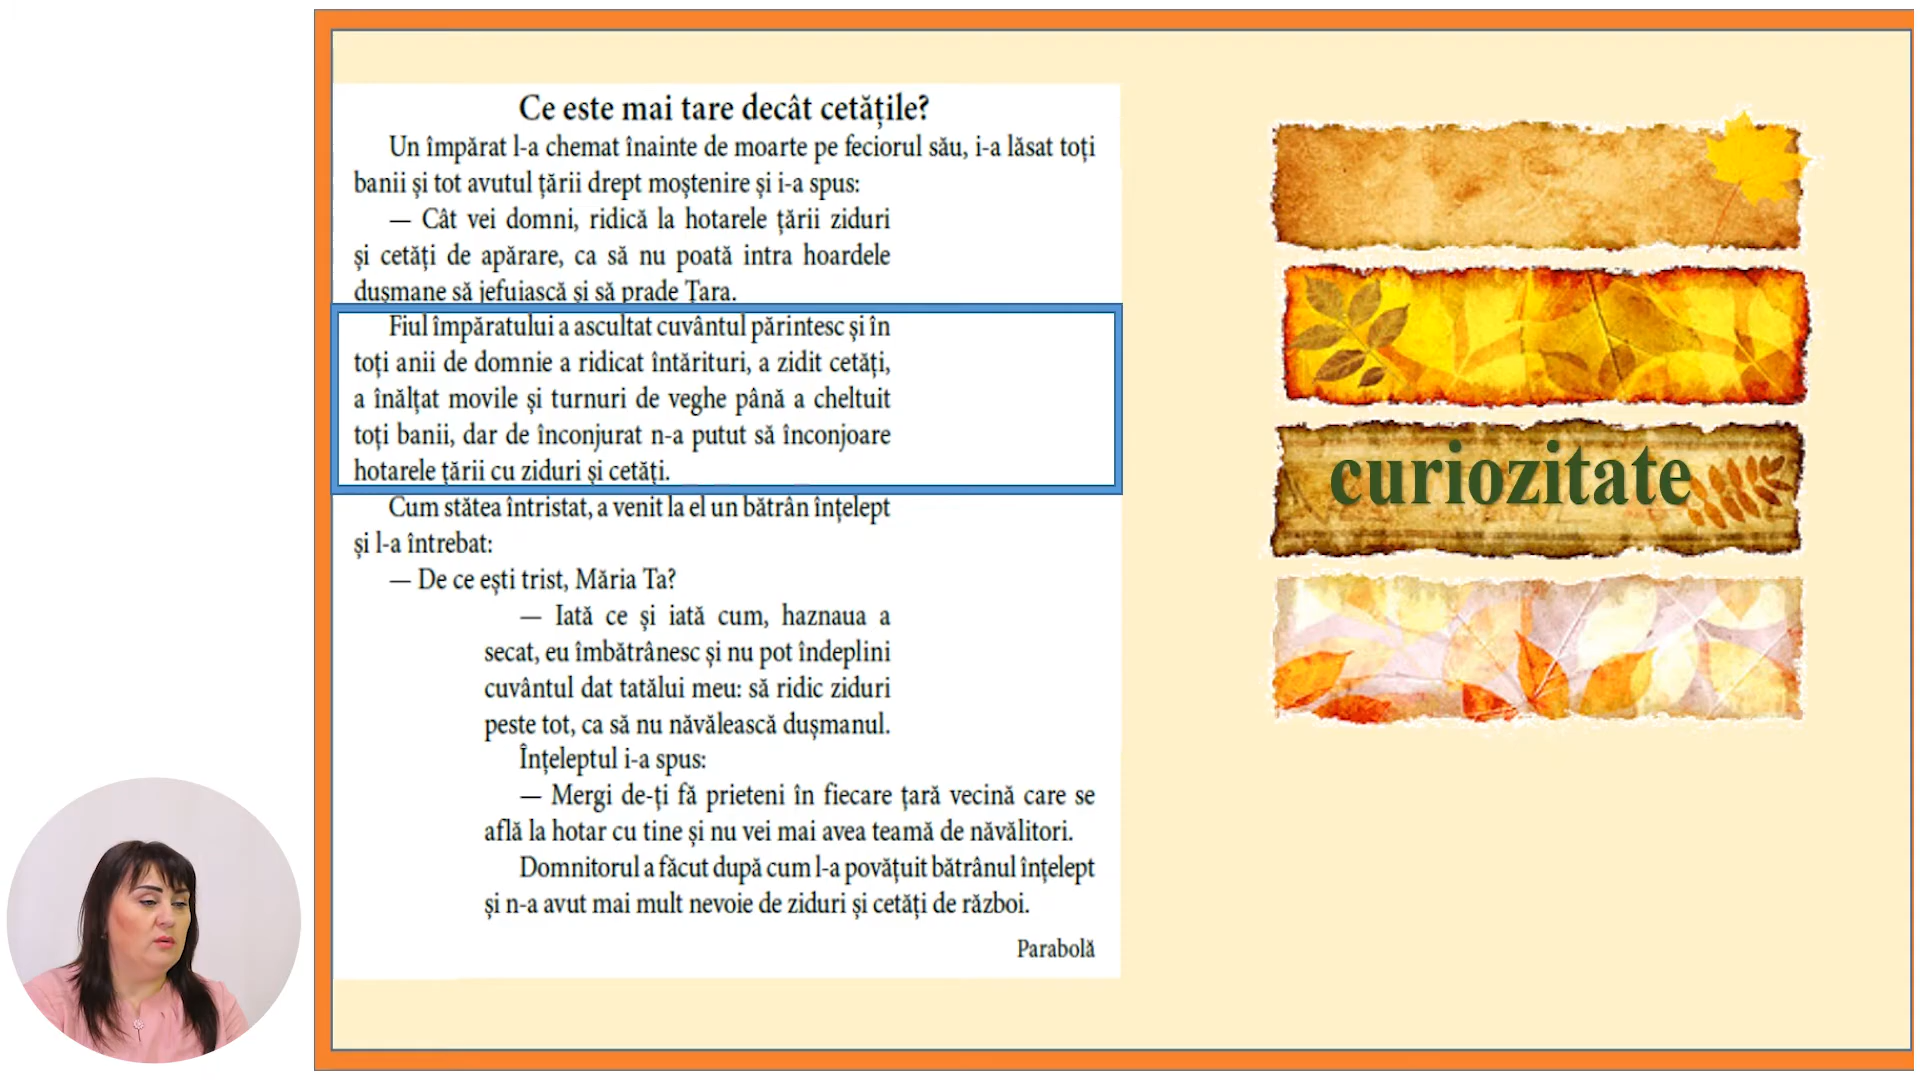 Ce este mai tare decât cetățile?
Un împărat l-a chemat înainte de moarte pe feciorul său, i-a lăsat toți
banii și tot avutul țării drept moștenire și i-a spus:
— Cât vei domni, ridică la hotarele țării ziduri
și cetăți de apărare, ca să nu poată intra hoardele
dușmane să jefuiască și să prade Țara.
Fiul împăratului a ascultat cuvântul părintesc și în
toți anii de domnie a ridicat întărituri, a zidit cetăți,
a înălțat movile și turnuri de veghe până a cheltuit
toți banii, dar de înconjurat n-a putut să înconjoare
hotarele țării cu ziduri și cetăți.
Cum stătea întristat, a venit la el un bătrân înțelept
și l-a întrebat:
— De ce ești trist, Măria Ta?
— Iată ce și iată cum, haznaua a
secat, eu îmbătrânesc și nu pot îndeplini
cuvântul dat tatălui meu: să ridic ziduri
peste tot, ca să nu năvălească dușmanul.
Înțeleptul i-a spus:
— Mergi de-ți fă prieteni în fiecare țară vecină care se
află la hotar cu tine și nu vei mai avea teamă de năvălitori.
Domnitorul a făcut după cum l-a povățuit bătrânul înțelept
și n-a avut mai mult nevoie de ziduri și cetăți de război.
Parabolă
curiozitate